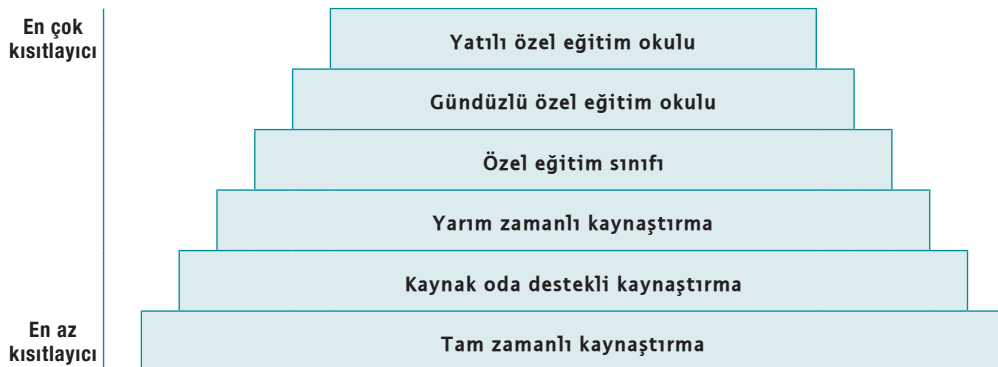 En çok
kısıtlayıcı
Yatılı özel eğitim okulu
Gündüzlü özel eğitim okulu
Özel eğitim sınıfı
Yarım zamanlı kaynaştırma
Kaynak oda destekli kaynaştırma
En az
kısıtlayıcı
Tam zamanlı kaynaştırma